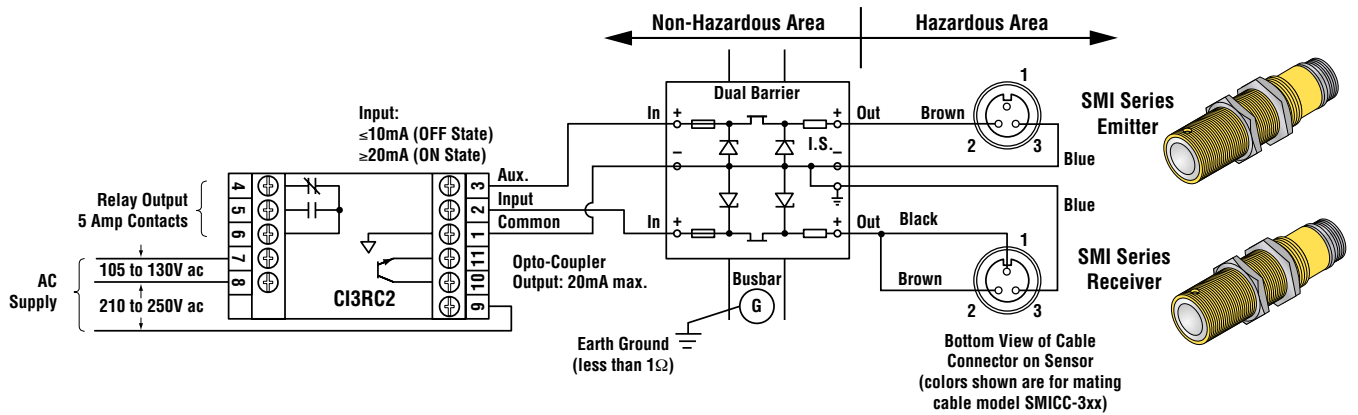 Non-Hazardous Area
Hazardous Area
Dual Barrier
Input:
≤10mA (OFF State)
≥20mA (ON State)
In
+
+
Out
Brown
1
2
3
SMI Series
Emitter
I.S.
–
–
Blue
Aux.
3
Input
2
Common
1
11
10
9
4
5
6
7
8
Relay Output
5 Amp Contacts
AC
Supply
105 to 130V ac
210 to 250V ac
CI3RC2
Opto-Coupler
Output: 20mA max.
In
+
+
Out
Black
Brown
Blue
1
2
3
SMI Series
Receiver
Busbar
G
Earth Ground
(less than 1Ω)
Bottom View of Cable
Connector on Sensor
(colors shown are for mating
cable model SMICC-3xx)